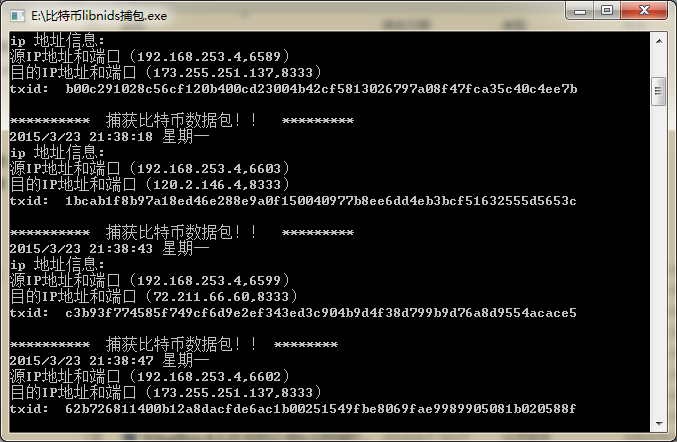 E:\比特币libnids捕包.exe
ip 地址信息:
源IP地址和端口（192.168.253.4,6589）
目的IP地址和端口（173.255.251.137,8333）
txid:  b00c291028c56cf120b400cd23004b42cf5813026797a08f47fca35c40c4ee7b
**********  捕获比特币数据包！！  *********
2015/3/23 21:38:18 星期一
ip 地址信息:
源IP地址和端口（192.168.253.4,6603）
目的IP地址和端口（120.2.146.4,8333）
txid:  1bcab1f8b97a18ed46e288e9a0f150040977b8ee6dd4eb3bcf51632555d5653c
**********  捕获比特币数据包！！  *********
2015/3/23 21:38:43 星期一
ip 地址信息:
源IP地址和端口（192.168.253.4,6599）
目的IP地址和端口（72.211.66.60,8333）
txid:  c3b93f774585f749cf6d9e2ef343ed3c904b9d4f38d799b9d76a8d9554acace5
**********  捕获比特币数据包！！ ********
2015/3/23 21:38:47 星期一
源IP地址和端口（192.168.253.4,6602）
目的IP地址和端口（173.255.251.137,8333）
txid:  62b726811400b12a8dacfde6ac1b00251549fbe8069fae9989905081b020588f